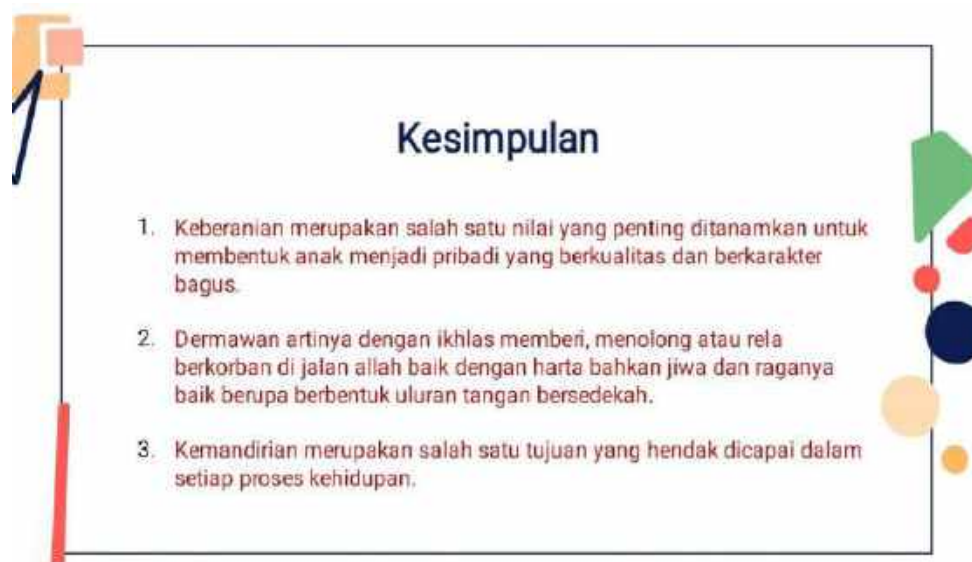 Kesimpulan
1. Keberanian merupakan salah satu nilai yang penting ditanamkan untuk
membentuk anak menjadi pribadi yang berkualitas dan berkarakter
bagus.
2. Dermawan artinya dengan ikhlas memberi, menolong atau rela
berkorban di jalan allah baik dengan harta bahkan jiwa dan raganya
baik berupa berbentuk uluran tangan bersedekah.
3. Kemandirian merupakan salah satu tujuan yang hendak dicapai dalam
setiap proses kehidupan.